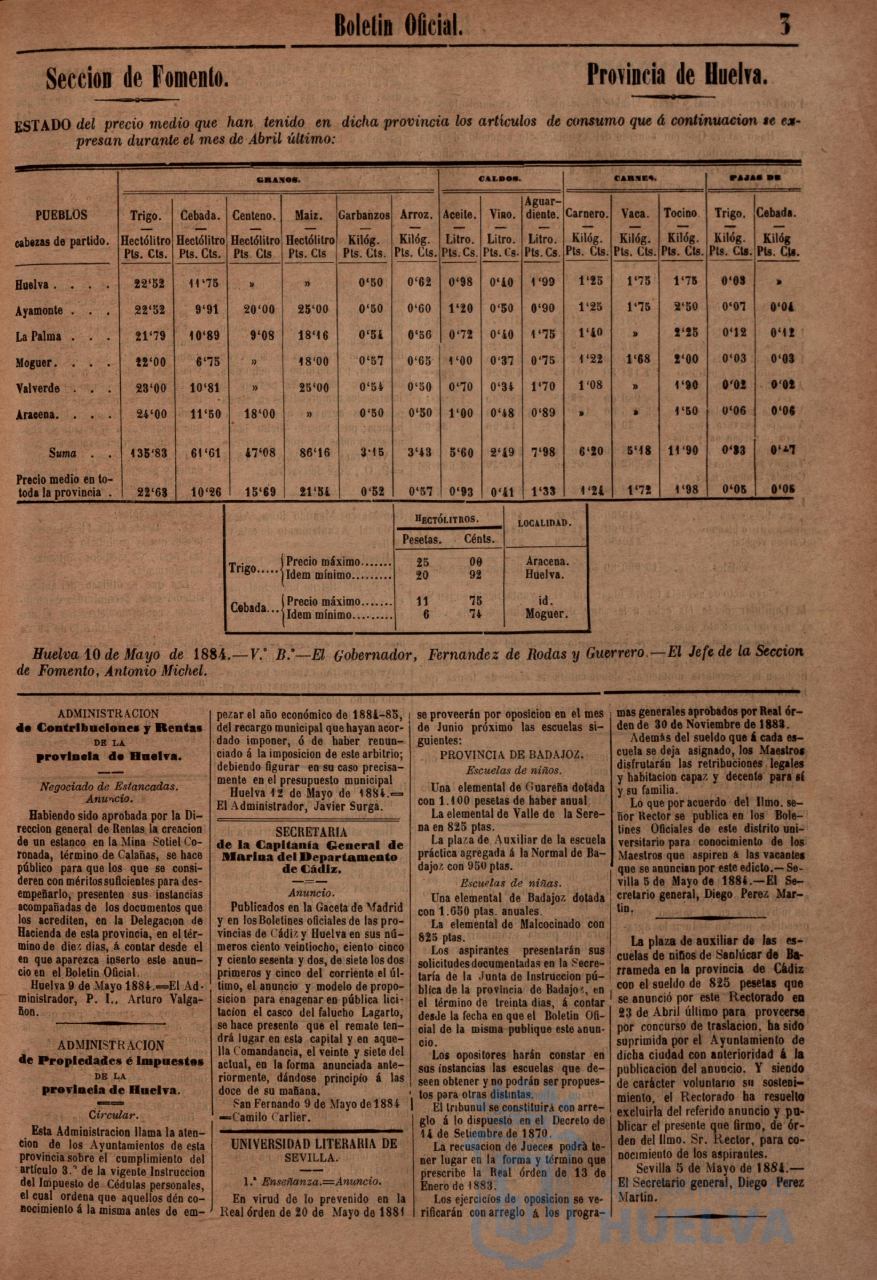 Boletin Oficial.
3
Seccion de Fomento.
Provincia de Huelva.
ESTADO del precio medio que han tenido en dicha provincia los artículos de consumo que á continuacion se ex-
presan durante el mes de Abril último:
GRANOS. CALDOS. CARNES. PAJAS DE
PUEBLOS cabezas de partido. Trigo. Cebada. Centeno. Maiz. Garbanzos Arroz. Aceite. Vino. Aguar-diente. Carnero. Vaca. Tocino Trigo. Cebada.
Hectólitro Hectólitro Hectólitro Hectólitro Kilóg. Kilóg. Litro. Litro. Litro. Kilóg. Kilóg. Kilóg. Kilóg. Kilóg
Pts. Cts. Pts. Cts. Pts Cts Pts. Cts Pts. Cts. Pts. Cts. Pts. Cs. Pts. Cs. Pts. Cs. Pts. Cts. Pts. Cts. Pts. Cts. Pts. Cts. Pts. Cts.
Huelva . . . . 22'52 11'75 » » 0'50 0'62 0'98 0'40 1'99 1'25 1'75 1'75 0'03 »
Ayamonte . . . 22'52 9'91 20'00 25'00 0'50 0'60 1'20 0'50 0'90 1'25 1'75 2'50 0'07 0'04
La Palma . . . 21'79 10'89 9'08 18'16 0'54 0'56 0'72 0'40 1'75 1'40 » 2'25 0'12 0'12
Moguer. . . . 22'00 6'75 » 18'00 0'57 0'65 1'00 0'37 0'75 1'22 1'68 2'00 0'03 0'03
Valverde . . . 23'00 10'81 » 25'00 0'54 0'50 0'70 0'34 1'70 1'08 » 1'90 0'02 0'02
Aracena. . . . 24'00 11'50 18'00 » 0'50 0'50 1'00 0'48 0'89 » » 1'50 0'06 0'06
Suma . . 135'83 61'61 47'08 86'16 3'15 3'43 5'60 2'49 7'98 6'20 5'18 11'90 0'33
Precio medio en to-
toda la provincia . 22'63 10'26 15'69 21'54 0'52 0'57 0'93 0'41 1'33 1'24 1'72 1'98 0'05
HECTÓLITROS. LOCALIDAD.
Pesetas. Cénts.
Trigo..... Precio máximo....... 25 00 Aracena.
Idem mínimo......... 20 92 Huelva.
Cebada... Precio máximo....... 11 75 id.
Idem mínimo......... 6 74 Moguer.
Huelva 10 de Mayo de 1884.—V.° B.°—El Gobernador, Fernandez de Rodas y Guerrero.—El Jefe de la Seccion
de Fomento, Antonio Michel.
ADMINISTRACION
de Contribuciones y Rentas
DE LA
provincia de Huelva.
Negociado de Estancadas.
Anuncio.
Habiendo sido aprobada por la Di-
reccion general de Rentas la creacion
de un estanco en la Mina Sotiel Co-
ronada, término de Calañas, se hace
público para que los que se consi-
deren con méritos suficientes para des-
empeñarlo, presenten sus instancias
acompañadas de los documentos que
los acrediten, en la Delegacion de
Hacienda de esta provincia, en el tér-
mino de diez dias, á contar desde el
en que aparezca inserto este anun-
cio en el Boletin Oficial.
Huelva 9 de Mayo 1884.=El Ad-
ministrador, P. I., Arturo Valga-
ñon.
ADMINISTRACION
de Propiedades é Impuestos
DE LA
provincia de Huelva.
Circular.
Esta Administracion llama la aten-
cion de los Ayuntamientos de esta
provincia sobre el cumplimiento del
artículo 3.° de la vigente Instruccion
del Impuesto de Cédulas personales,
el cual ordena que aquellos dén co-
nocimiento á la misma antes de em-
pezar el año económico de 1884-85,
del recargo municipal que hayan acor-
dado imponer, ó de haber renun-
ciado á la imposicion de este arbitrio;
debiendo figurar en su caso precisa-
mente en el presupuesto municipal
Huelva 12 de Mayo de 1884.=
El Administrador, Javier Surga.
SECRETARIA
de la Capitanía General de
Marina del Departamento
de Cádiz.
Anuncio.
Publicados en la Gaceta de Madrid
y en los Boletines oficiales de las pro-
vincias de Cádiz y Huelva en sus nú-
meros ciento veintiocho, ciento cinco
y ciento sesenta y dos, de siete los dos
primeros y cinco del corriente el úl-
timo, el anuncio y modelo de propo-
sicion para enagenar en pública lici-
tacion el casco del falucho Lagarto,
se hace presente que el remate ten-
drá lugar en esta capital y en aque-
lla Comandancia, el veinte y siete del
actual, en la forma anunciada ante-
riormente, dándose principio á las
doce de su mañana.
San Fernando 9 de Mayo de 1884
=Camilo Carlier.
UNIVERSIDAD LITERARIA DE
SEVILLA.
1.ª Enseñanza.=Anuncio.
En virud de lo prevenido en la
Real órden de 20 de Mayo de 1881
se proveerán por oposicion en el mes
de Junio próximo las escuelas si-
guientes:
PROVINCIA DE BADAJOZ.
Escuelas de niños.
Una elemental de Guareña dotada
con 1.100 pesetas de haber anual
La elemental de Valle de la Sere-
na en 825 ptas.
La plaza de Auxiliar de la escuela
práctica agregada á la Normal de Ba-
dajoz con 950 ptas.
Escuelas de niñas.
Una elemental de Badajoz dotada
con 1.650 ptas. anuales.
La elemental de Malcocinado con
825 ptas.
Los aspirantes presentarán sus
solicitudes documentadas en la Secre-
taría de la Junta de Instruccion pú-
blica de la provincia de Badajoz, en
el término de treinta dias, á contar
desde la fecha en que el Boletin Ofi-
cial de la misma publique este anun-
cio.
Los opositores harán constar en
sus instancias las escuelas que de-
seen obtener y no podrán ser propues-
tos para otras distintas.
El tribunal se constituirá con arre-
glo á lo dispuesto en el Decreto de
14 de Setiembre de 1870.
La recusacion de Jueces podrá te-
ner lugar en la forma y término que
prescribe la Real órden de 13 de
Enero de 1883.
Los ejercicios de oposicion se ve-
rificarán con arreglo á los progra-
mas generales aprobados por Real ór-
den de 30 de Noviembre de 1883.
Además del sueldo que á cada es-
cuela se deja asignado, los Maestros
disfrutarán las retribuciones legales
y habitacion capaz y decente para sí
y su familia.
Lo que por acuerdo del Ilmo. se-
ñor Rector se publica en los Bole-
tines Oficiales de este distrito uni-
versitario para conocimiento de los
Maestros que aspiren á las vacantes
que se anuncian por este edicto.—Se-
villa 5 de Mayo de 1884.—El Se-
cretario general, Diego Perez Mar-
tin.
La plaza de auxiliar de las es-
cuelas de niños de Sanlúcar de Ba-
rrameda en la provincia de Cádiz
con el sueldo de 825 pesetas que
se anunció por este Rectorado en
23 de Abril último para proveerse
por concurso de traslacion, ha sido
suprimida por el Ayuntamiento de
dicha ciudad con anterioridad á la
publicacion del anuncio. Y siendo
de carácter voluntario su sosteni-
miento, el Rectorado ha resuelto
excluirla del referido anuncio y pu-
blicar el presente que firmo, de ór-
den del Ilmo. Sr. Rector, para co-
nocimiento de los aspirantes.
Sevilla 5 de Mayo de 1884.—
El Secretario general, Diego Perez
Martin.
HUELVA